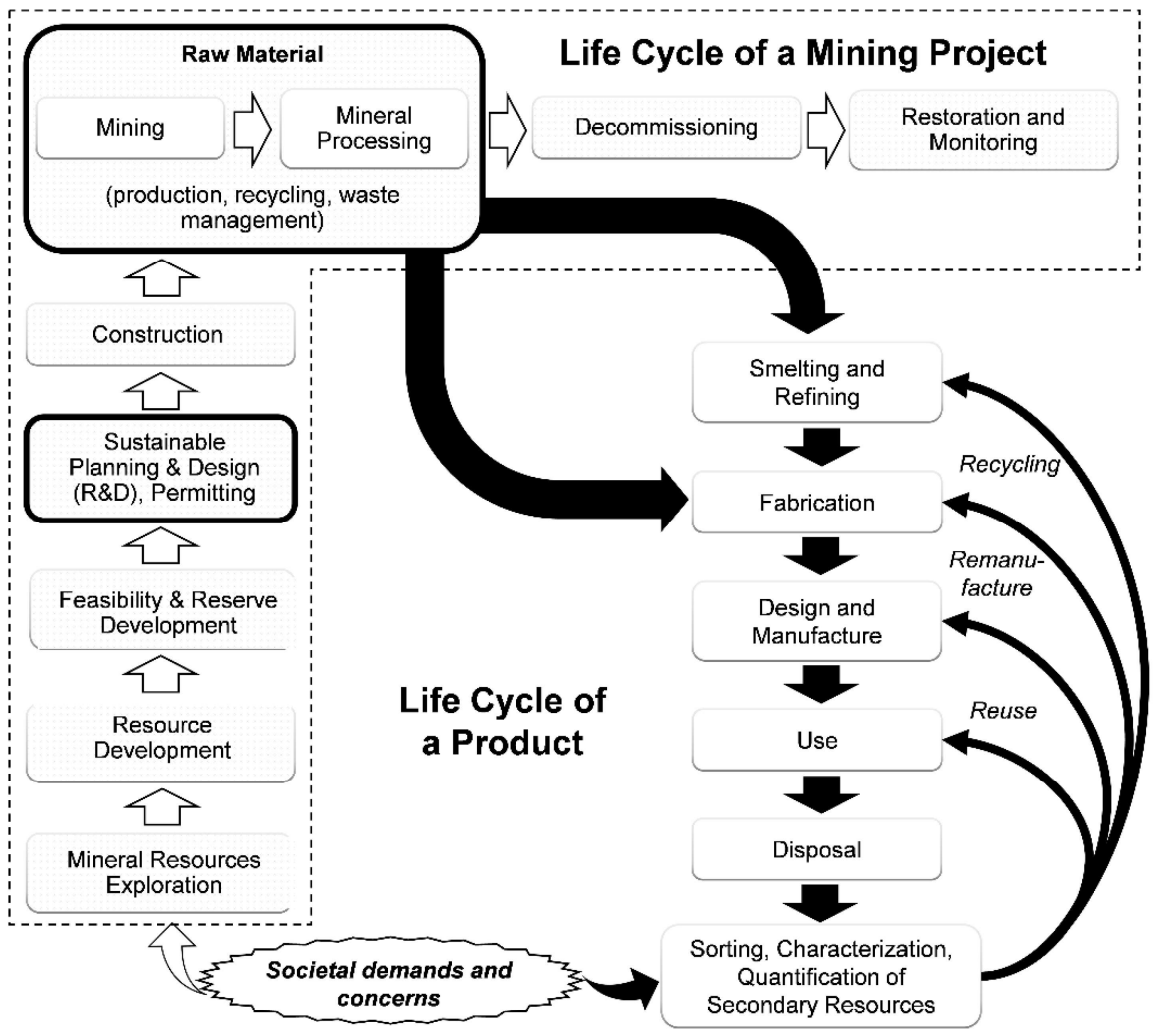 Life Cycle of a Mining Project
Raw Material
Mining
Mineral
Processing
(production, recycling, waste
management)
Decommissioning
Restoration and
Monitoring
Construction
Sustainable
Planning & Design
(R&D), Permitting
Feasibility & Reserve
Development
Resource
Development
Mineral Resources
Exploration
Societal demands and
concerns
Life Cycle of
a Product
Smelting and
Refining
Fabrication
Design and
Manufacture
Use
Disposal
Sorting, Characterization,
Quantification of
Secondary Resources
Recycling
Remanu-
facture
Reuse